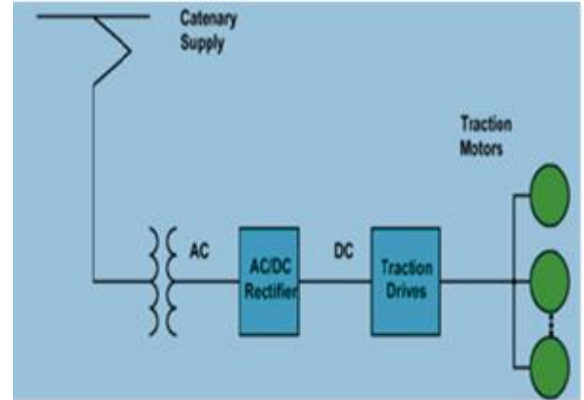 Catenary
Supply
Traction
Motors
AC
AC/DC
Rectifier
DC
Traction
Drives